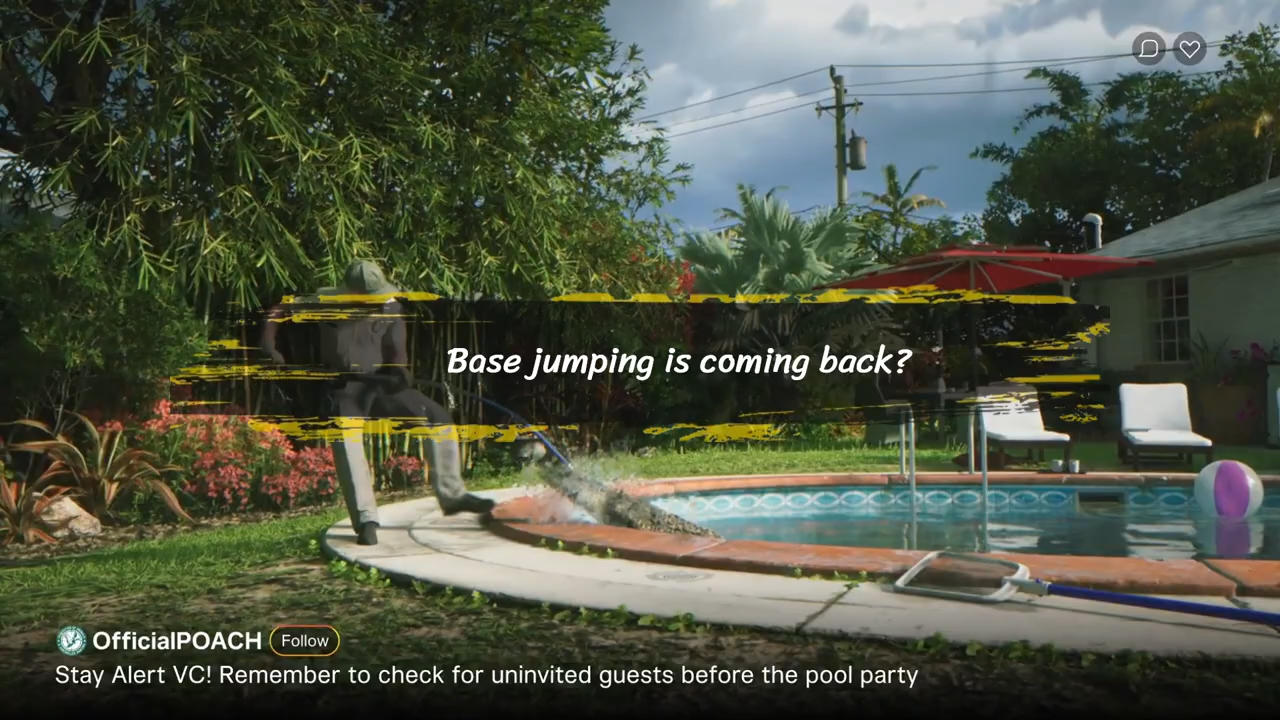 Base jumping is coming back?
OfficialPOACH Follow
Stay Alert VC! Remember to check for uninvited guests before the pool party